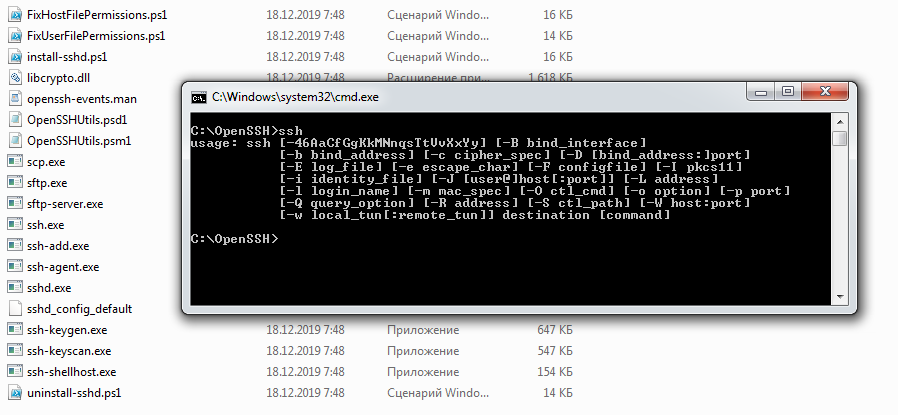 FixHostFilePermissions.ps1 18.12.2019 7:48 Сценарий Windo... 16 КБ
FixUserFilePermissions.ps1 18.12.2019 7:48 Сценарий Windo... 14 КБ
install-sshd.ps1 18.12.2019 7:48 Сценарий Windo... 16 КБ
libcrypto.dll 18.12.2019 7:48 Расширение при... 1 618 КБ
openssh-events.man
OpenSSHUtils.psd1
OpenSSHUtils.psm1
scp.exe
sftp.exe
sftp-server.exe
ssh.exe
ssh-add.exe
ssh-agent.exe
sshd.exe
sshd_config_default
ssh-keygen.exe 18.12.2019 7:48 Приложение 647 КБ
ssh-keyscan.exe 18.12.2019 7:48 Приложение 547 КБ
ssh-shellhost.exe 18.12.2019 7:48 Приложение 154 КБ
uninstall-sshd.ps1 18.12.2019 7:48 Сценарий Windo... 14 КБ
C:\Windows\system32\cmd.exe
C:\OpenSSH>ssh
usage: ssh [-46AaCfGgKkMNnqsTtVvXxYy] [-B bind_interface]
[-b bind_address] [-c cipher_spec] [-D [bind_address:]port]
[-E log_file] [-e escape_char] [-F configfile] [-I pkcs11]
[-i identity_file] [-J [user@]host[:port]] [-L address]
[-l login_name] [-m mac_spec] [-O ctl_cmd] [-o option] [-p port]
[-Q query_option] [-R address] [-S ctl_path] [-W host:port]
[-w local_tun[:remote_tun]] destination [command]
C:\OpenSSH>